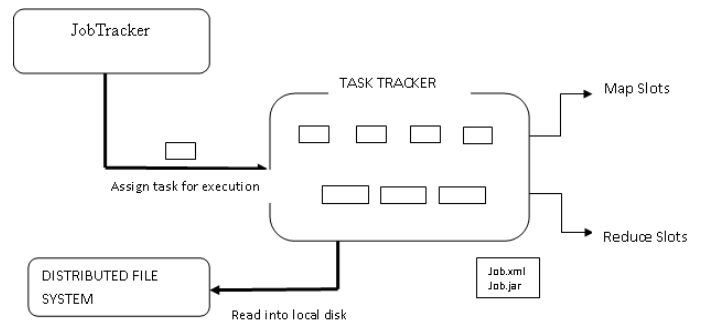 JobTracker
TASK TRACKER
Map Slots
Assign task for execution
Reduce Slots
DISTRIBUTED FILE
SYSTEM
Job.xml
Job.jar
Read into local disk